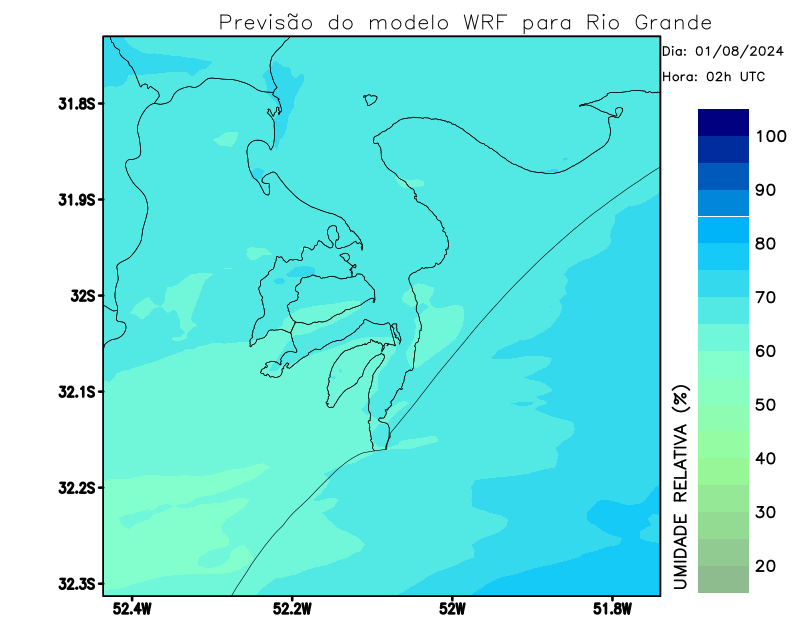 Previsão do modelo WRF para Rio Grande
Dia: 01/08/2024
Hora: 02h UTC
31.8S
31.9S
32S
32.1S
32.2S
32.3S
52.4W
52.2W
52W
51.8W
100
90
80
70
60
50
40
30
20
UMIDADE RELATIVA (%)